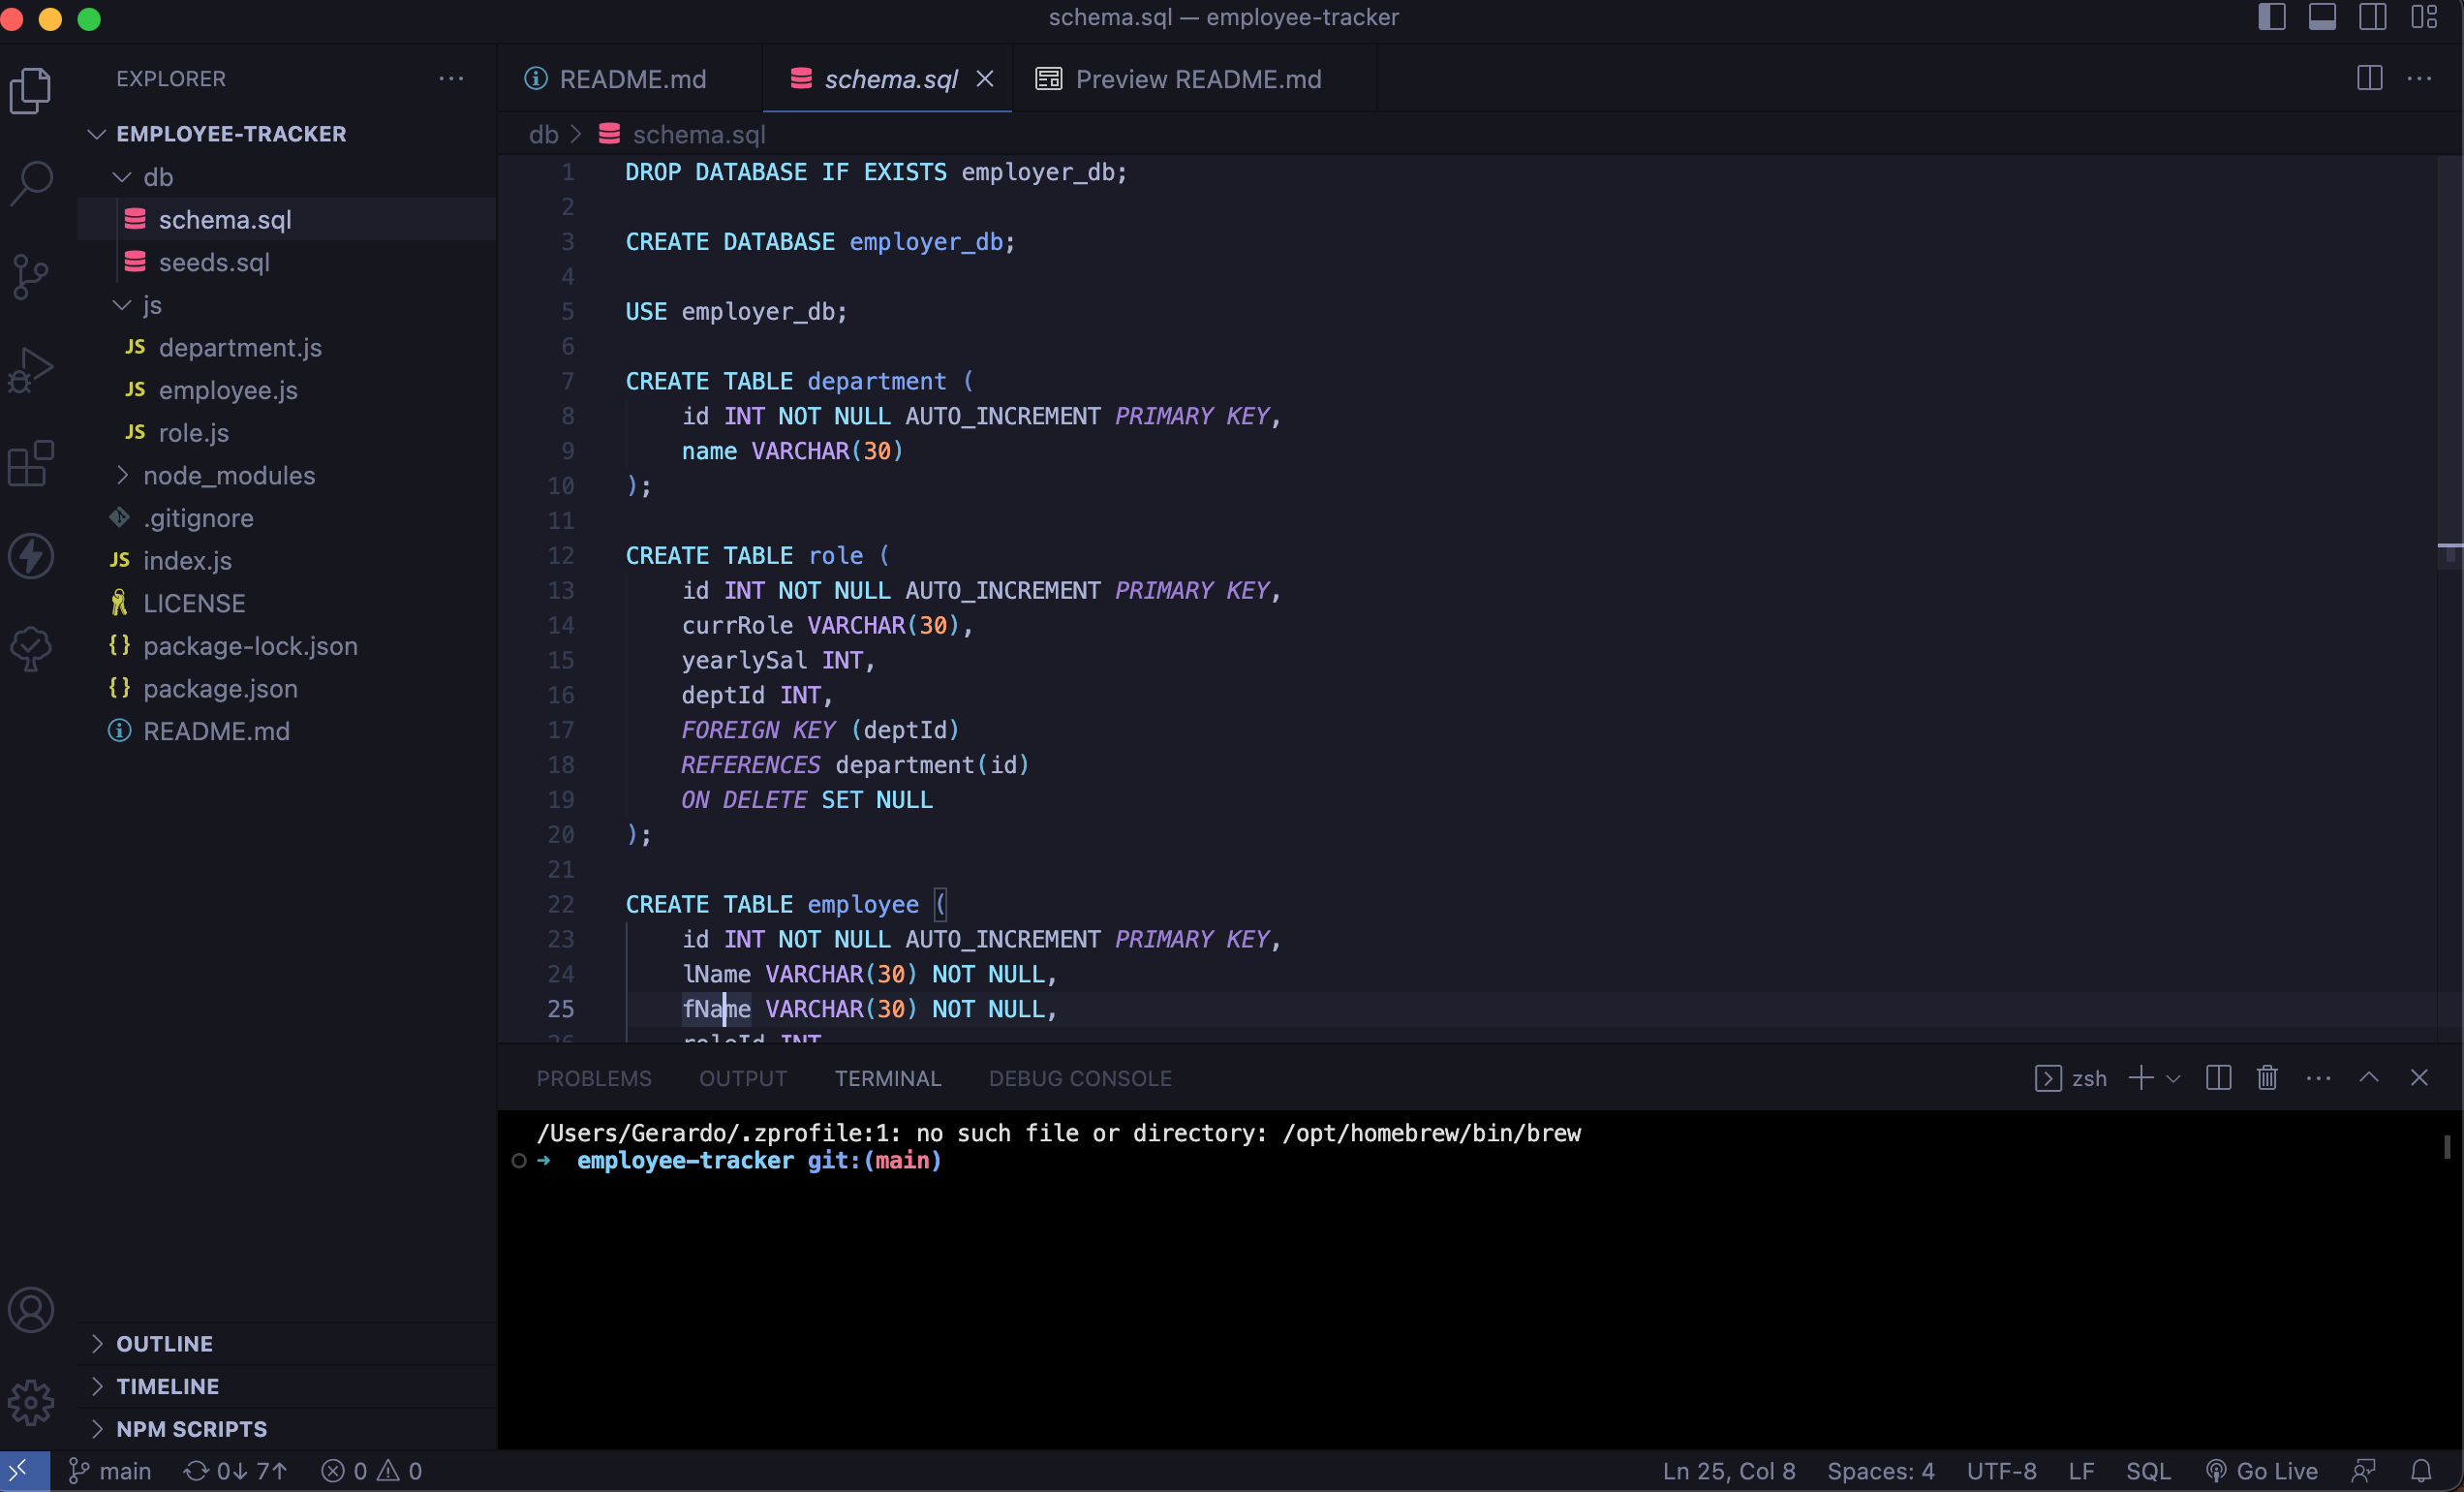 schema.sql — employee-tracker
EXPLORER
EMPLOYEE-TRACKER
db
schema.sql
seeds.sql
js
JS department.js
JS employee.js
JS role.js
node_modules
.gitignore
JS index.js
LICENSE
{} package-lock.json
{} package.json
README.md
OUTLINE
TIMELINE
NPM SCRIPTS
README.md
schema.sql
Preview README.md
db > schema.sql
1 DROP DATABASE IF EXISTS employer_db;
2
3 CREATE DATABASE employer_db;
4
5 USE employer_db;
6
7 CREATE TABLE department (
8 id INT NOT NULL AUTO_INCREMENT PRIMARY KEY,
9 name VARCHAR(30)
10 );
11
12 CREATE TABLE role (
13 id INT NOT NULL AUTO_INCREMENT PRIMARY KEY,
14 currRole VARCHAR(30),
15 yearlySal INT,
16 deptId INT,
17 FOREIGN KEY (deptId)
18 REFERENCES department(id)
19 ON DELETE SET NULL
20 );
21
22 CREATE TABLE employee (
23 id INT NOT NULL AUTO_INCREMENT PRIMARY KEY,
24 lName VARCHAR(30) NOT NULL,
25 fName VARCHAR(30) NOT NULL,
26 roleId INT
PROBLEMS OUTPUT TERMINAL DEBUG CONSOLE
zsh
/Users/Gerardo/.zprofile:1: no such file or directory: /opt/homebrew/bin/brew
➜ employee-tracker git:(main)
main 0↓ 7↑ 0 0
Ln 25, Col 8 Spaces: 4 UTF-8 LF SQL Go Live